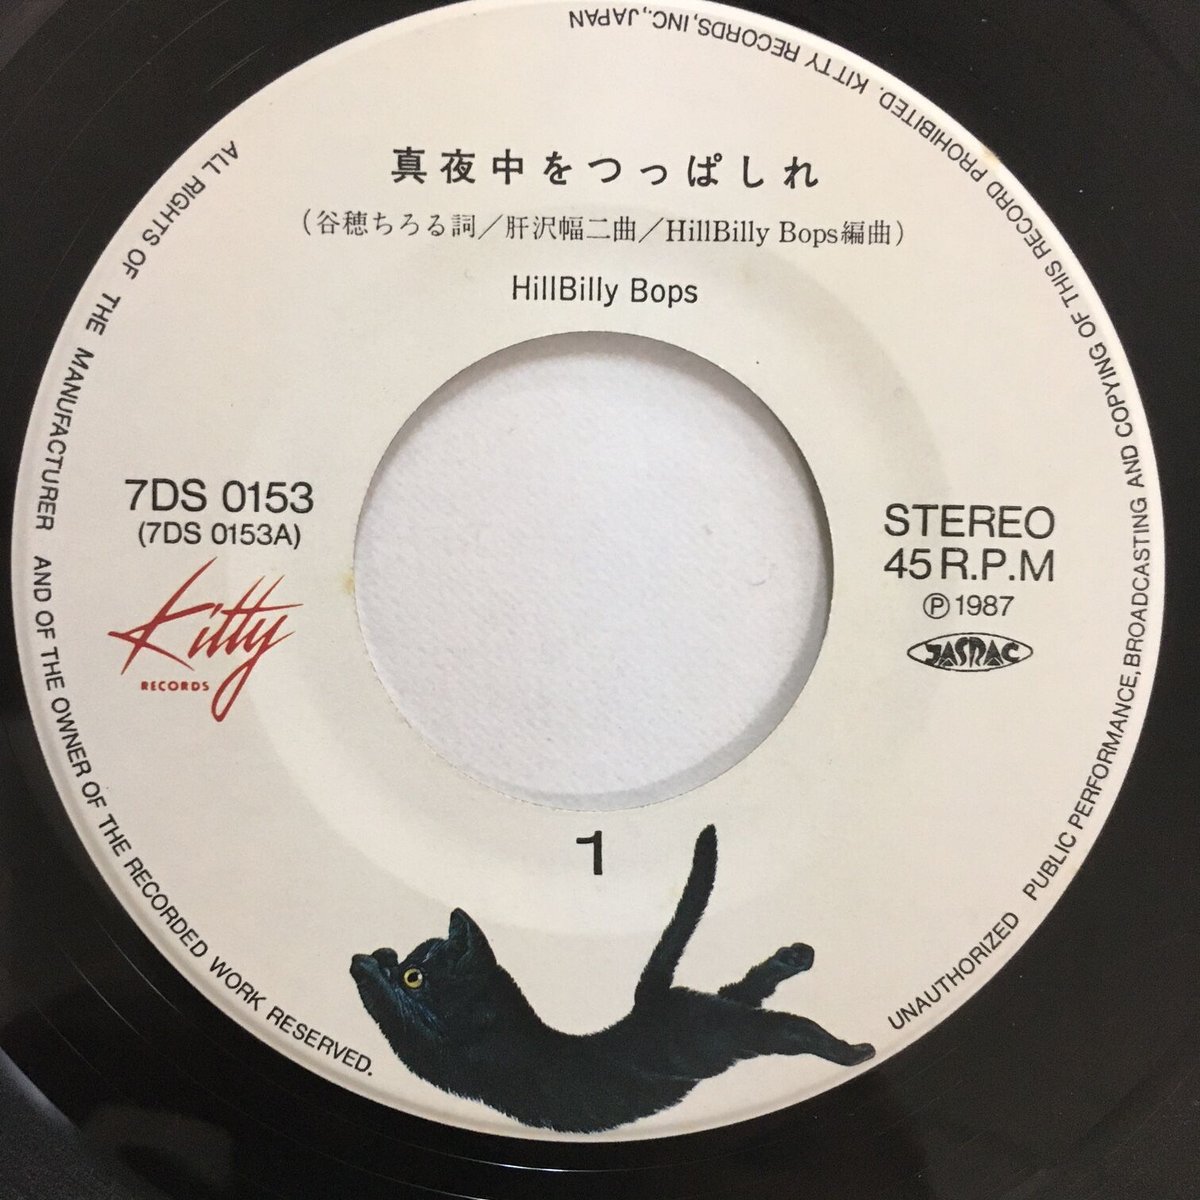 真夜中をつっぱしれ
（谷穂ちろる詞／肝沢幅二曲／HillBilly Bops編曲）
HillBilly Bops
7DS 0153
(7DS 0153A)
Kitty
RECORDS
STEREO
45 R.P.M
Ⓟ 1987
JASRAC
1
ALL RIGHTS OF THE MANUFACTURER AND OF THE OWNER OF THE RECORDED WORK RESERVED.
UNAUTHORIZED PUBLIC PERFORMANCE, BROADCASTING AND COPYING OF THIS RECORD PROHIBITED. KITTY RECORDS, INC., JAPAN